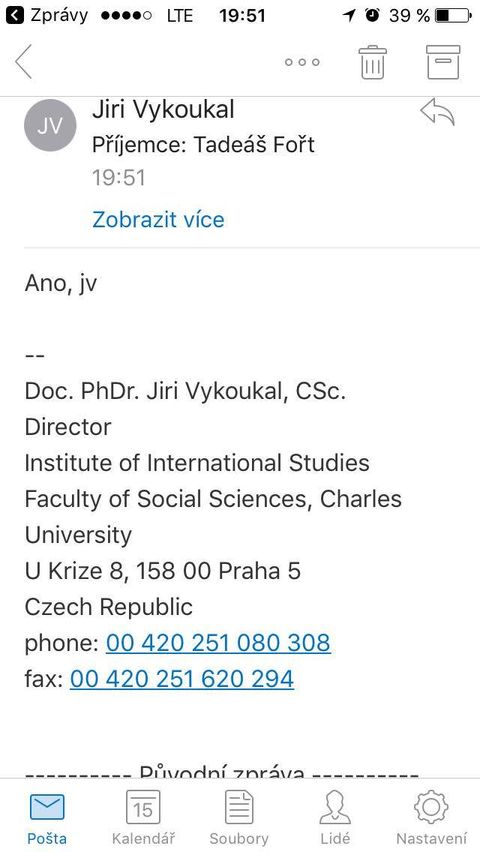 Zprávy LTE 19:51 39 %
JV
Jiri Vykoukal
Příjemce: Tadeáš Fořt
19:51
Zobrazit více
Ano, jv
--
Doc. PhDr. Jiri Vykoukal, CSc.
Director
Institute of International Studies
Faculty of Social Sciences, Charles
University
U Krize 8, 158 00 Praha 5
Czech Republic
phone: 00 420 251 080 308
fax: 00 420 251 620 294
---------- Původní zpráva ----------
15
Pošta Kalendář Soubory Lidé Nastavení